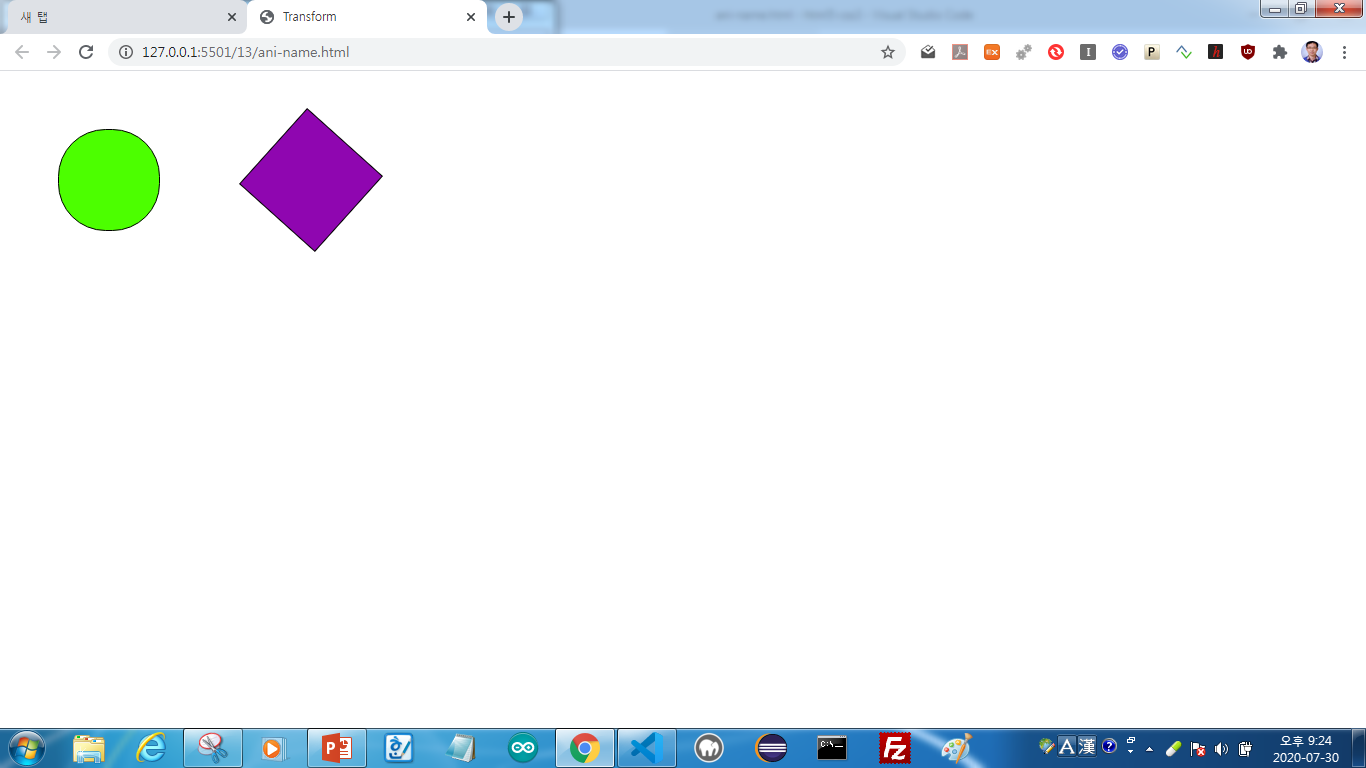 새 탭
Transform
127.0.0.1:5501/13/ani-name.html
오후 9:24
2020-07-30